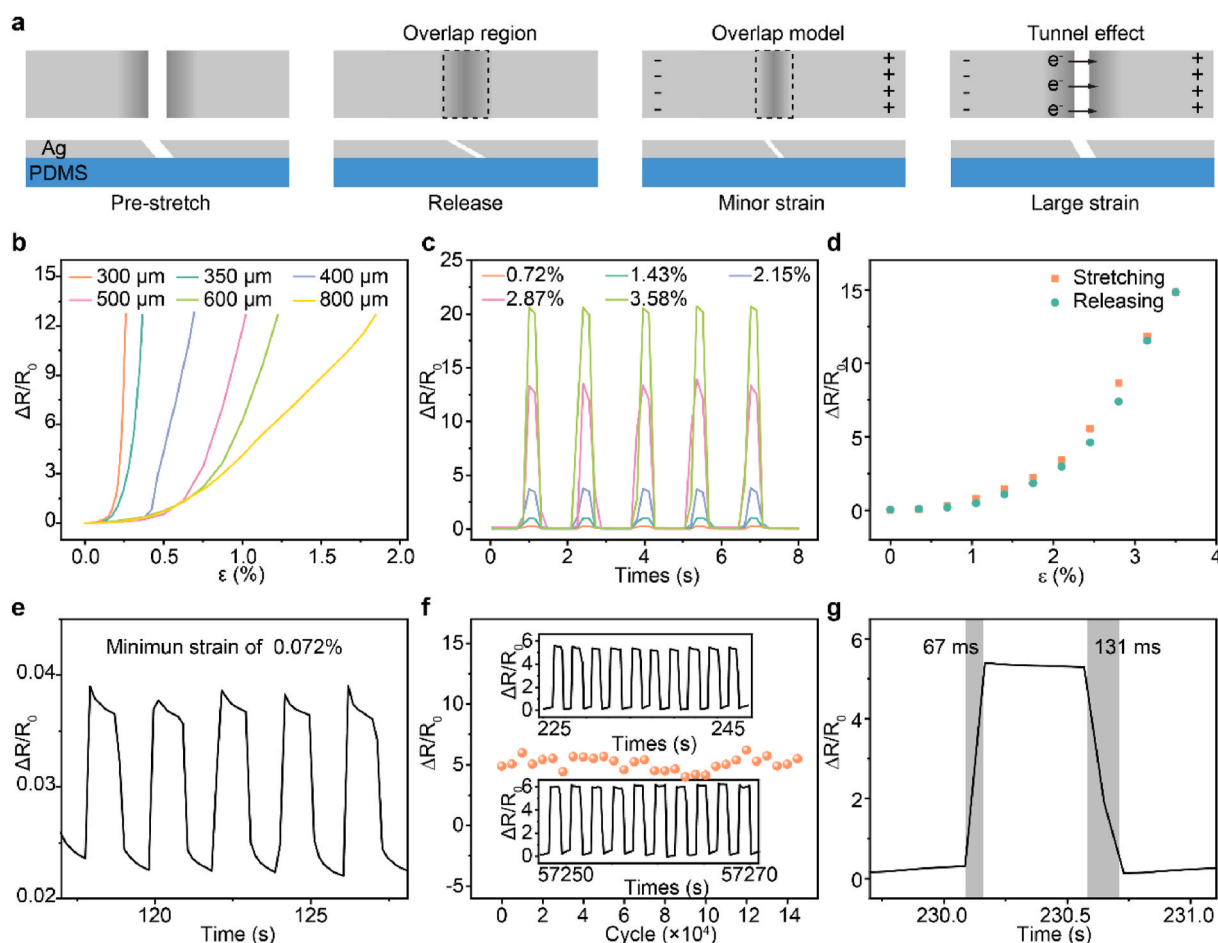 a
Overlap region
Overlap model
Tunnel effect
- + e⁻ - +
- + e⁻ - +
- + e⁻ - +
- + - +
Ag
PDMS
Pre-stretch
Release
Minor strain
Large strain
b
300 μm 350 μm 400 μm
500 μm 600 μm 800 μm
15
12
9
6
3
0
ΔR/R₀
0.0 0.5 1.0 1.5 2.0
ε (%)
c
0.72% 1.43% 2.15%
2.87% 3.58%
25
20
15
10
5
0
ΔR/R₀
0 2 4 6 8
Times (s)
d
Stretching
Releasing
15
10
5
0
ΔR/R₀
0 1 2 3 4
ε (%)
e
Minimun strain of 0.072%
0.04
0.03
0.02
ΔR/R₀
120 125
Time (s)
f
15
10
5
0
-5
ΔR/R₀
6
4
2
0
ΔR/R₀
225 245
Times (s)
6
4
2
0
ΔR/R₀
57250 57270
Times (s)
0 2 4 6 8 10 12 14
Cycle (×10⁴)
g
67 ms 131 ms
6
4
2
0
ΔR/R₀
230.0 230.5 231.0
Time (s)